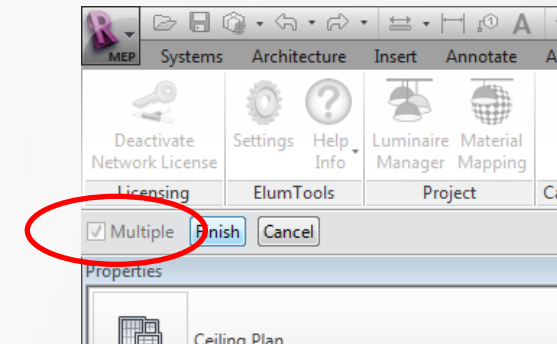 MEP
Systems Architecture Insert Annotate A
Deactivate
Network License
Settings
Help
Info
Luminaire
Manager
Material
Mapping
Licensing ElumTools Project Ca
Multiple Finish Cancel
Properties
Ceiling Plan